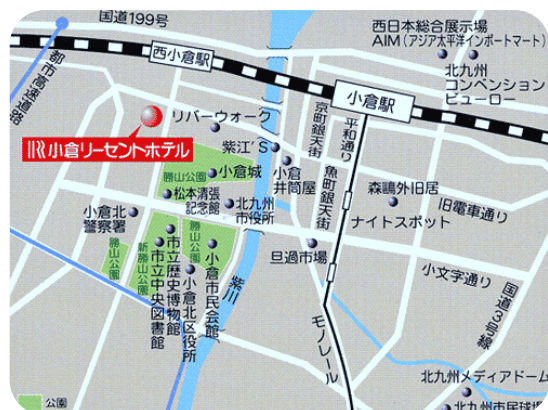 国道199号
西日本総合展示場
AIM(アジア太平洋インポートマート)
北九州
コンベンション
ビューロー
都市高速道路
西小倉駅
小倉駅
リバーウォーク
紫江'S
小倉リーセントホテル
京町銀天街
平和通り
小倉
井筒屋
魚町銀天街
勝山公園
小倉城
松本清張
記念館
北九州
市役所
森鷗外旧居
旧電車通り
ナイトスポット
小倉北
警察署
勝山公園
新勝山公園
市立中央図書館
市立歴史博物館
勝山公園
小倉北区役所
小倉市民会館
紫川
旦過市場
小文字通り
国道3号線
モノレール
北九州メディアドーム
北九州市民球場
公園